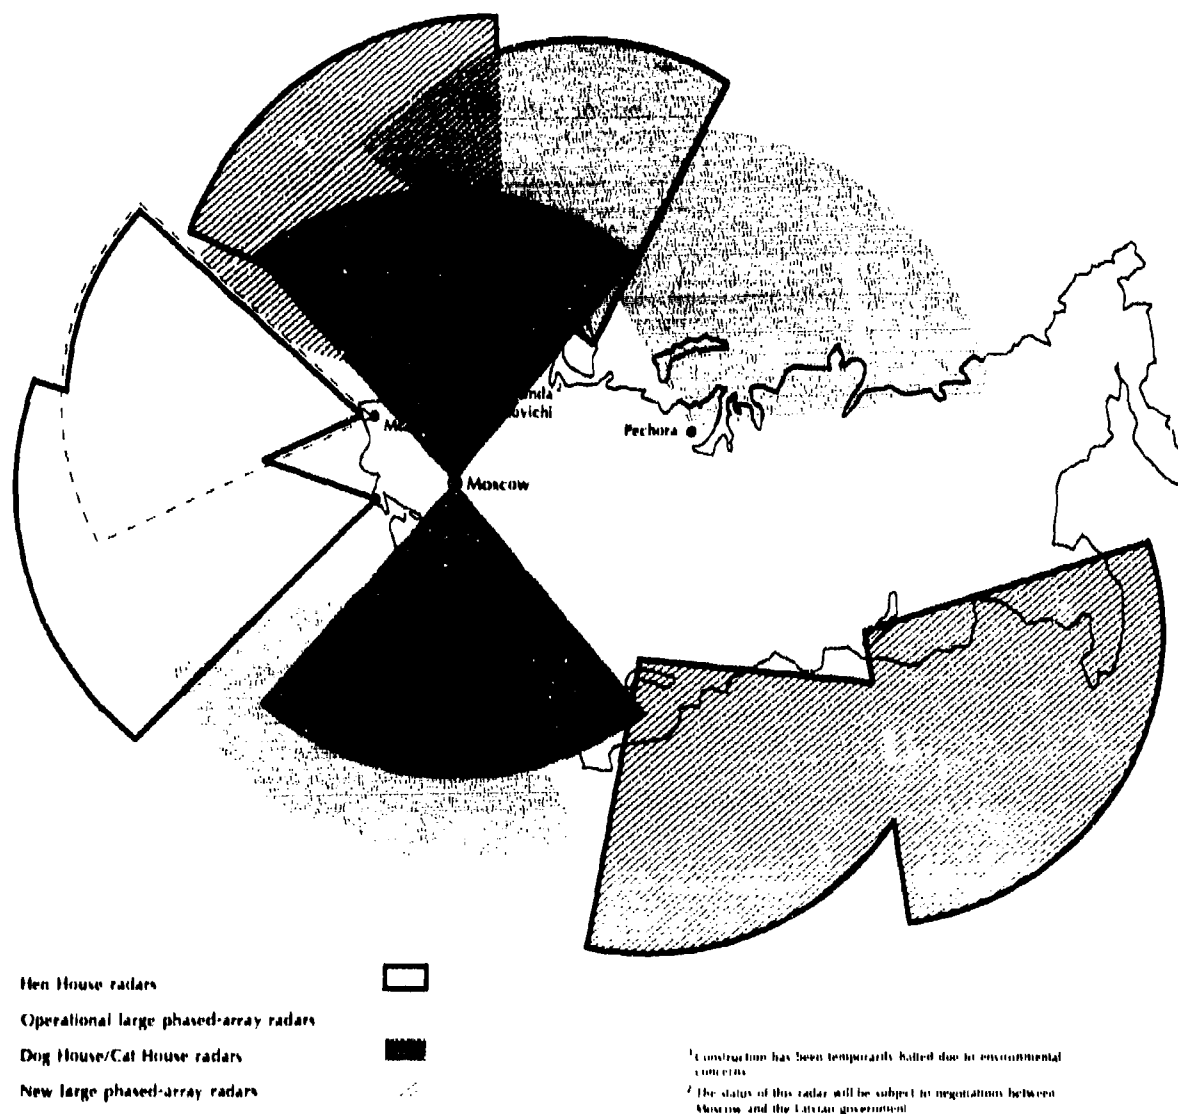 Pechora
Moscow
Hen House radars
Operational large phased-array radars
Dog House/Cat House radars
New large phased-array radars
1 Construction has been temporarily halted due to environmental
concerns
2 The status of this radar will be subject to negotiations between
Moscow and the Latvian government